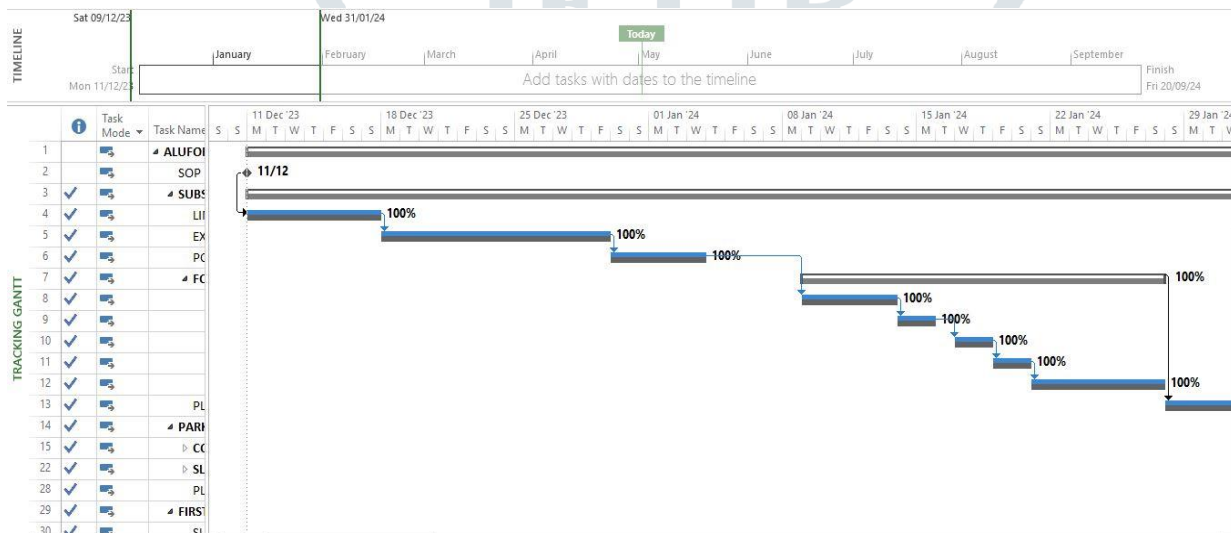 Sat 09/12/23 Wed 31/01/24
Today
January February March April May June July August September
TIMELINE
Start
Mon 11/12/23
Add tasks with dates to the timeline
Finish
Fri 20/09/24
Task Mode Task Name
11 Dec '23 18 Dec '23 25 Dec '23 01 Jan '24 08 Jan '24 15 Jan '24 22 Jan '24 29 Jan '24
S S M T W T F S S M T W T F S S M T W T F S S M T W T F S S M T W T F S S M T W T F S S M T W T F S S M T W
TRACKING GANTT
1 ALUFO
2 SOP 11/12
3 SUBS
4 LI 100%
5 EX 100%
6 PC 100%
7 FC 100%
8 100%
9 100%
10 100%
11 100%
12 100%
13 PL
14 PARK
15 CC
22 SL
28 PL
29 FIRST
30 SL